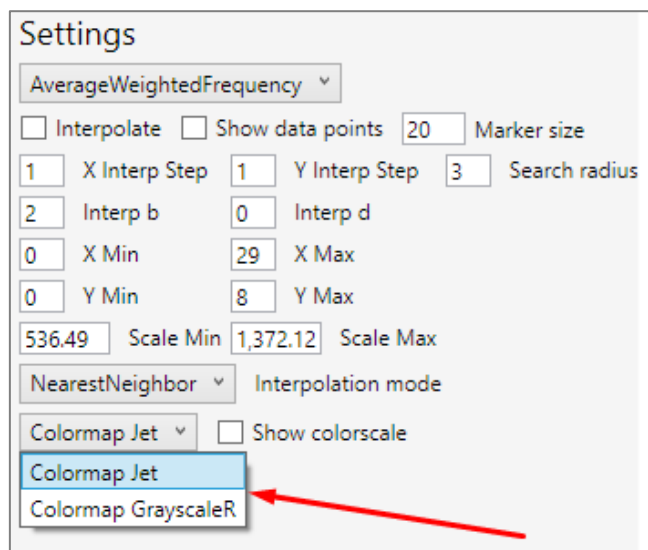 Settings
AverageWeightedFrequency
Interpolate Show data points 20 Marker size
1 X Interp Step 1 Y Interp Step 3 Search radius
2 Interp b 0 Interp d
0 X Min 29 X Max
0 Y Min 8 Y Max
536.49 Scale Min 1,372.12 Scale Max
NearestNeighbor Interpolation mode
Colormap Jet Show colorscale
Colormap Jet
Colormap GrayscaleR